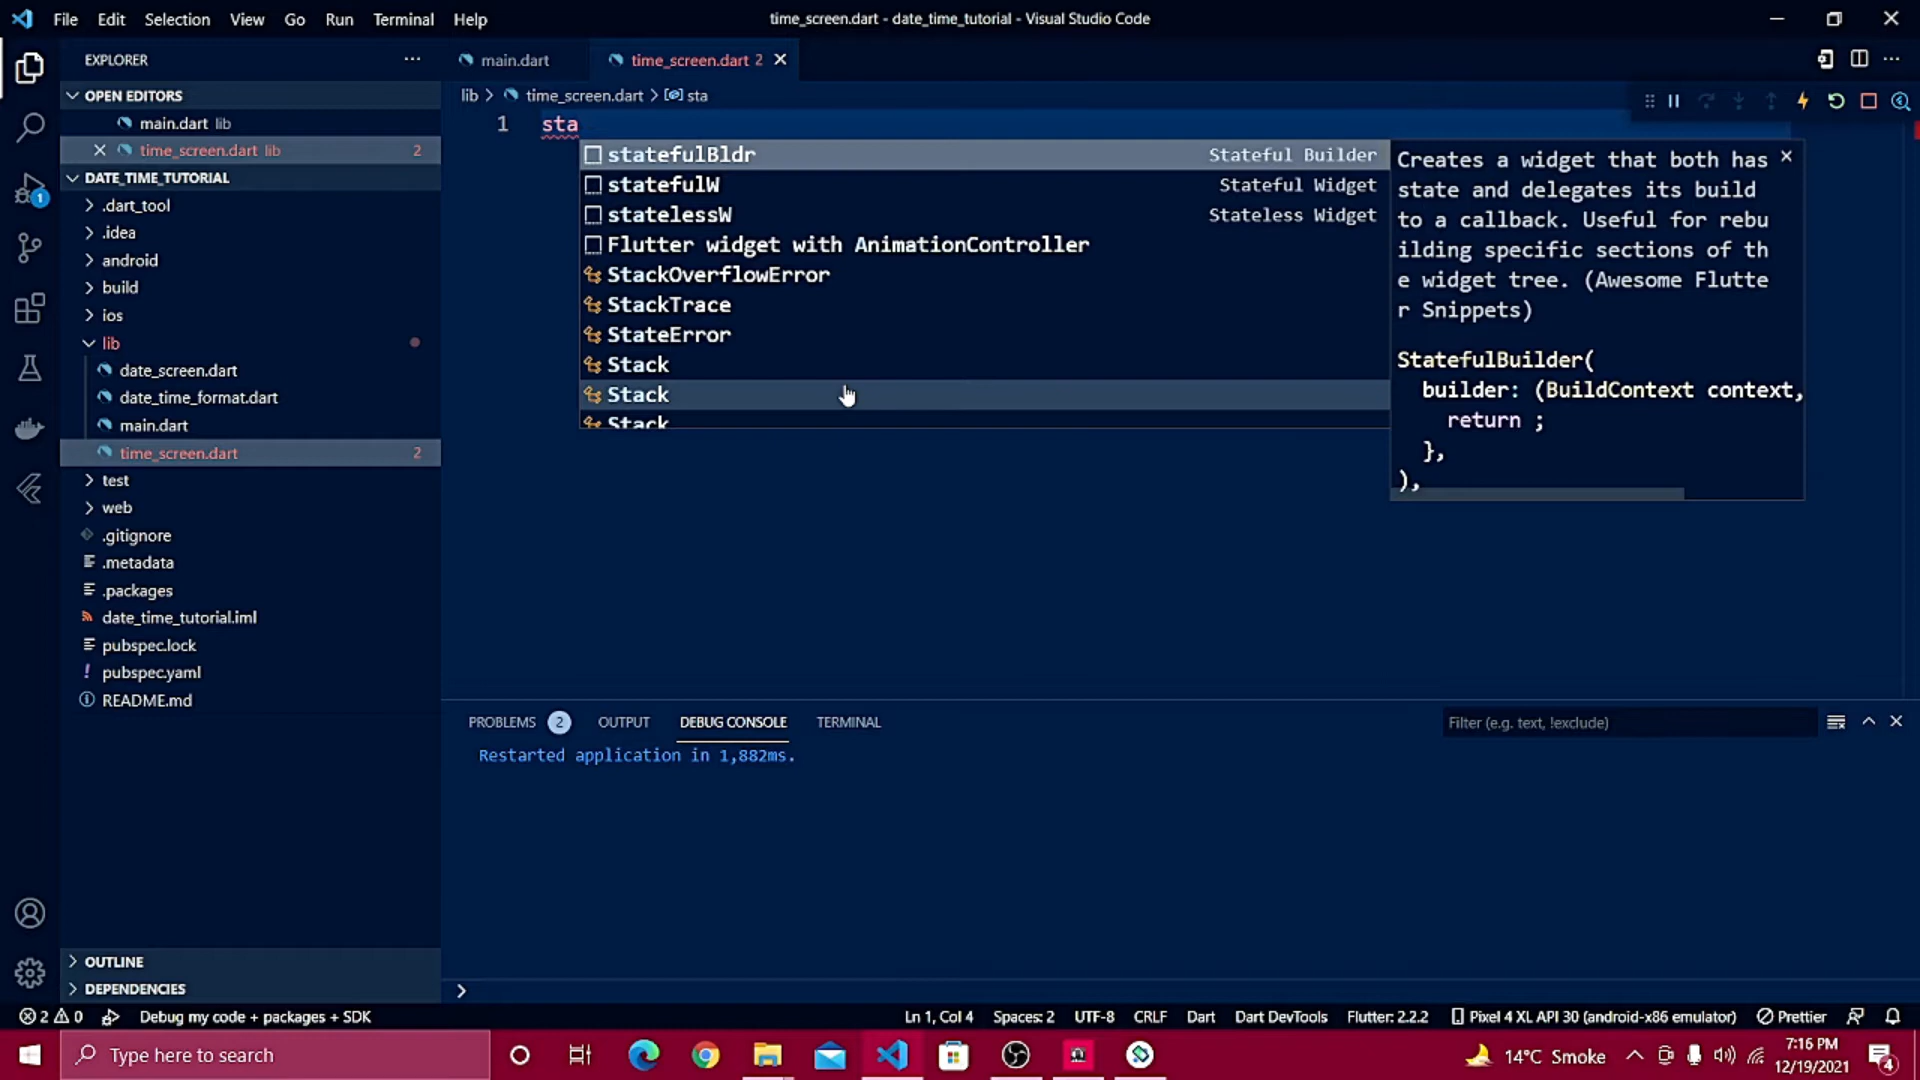 File Edit Selection View Go Run Terminal Help
time_screen.dart - date_time_tutorial - Visual Studio Code
EXPLORER
OPEN EDITORS
main.dart lib
time_screen.dart lib 2
DATE_TIME_TUTORIAL
.dart_tool
.idea
android
build
ios
lib
date_screen.dart
date_time_format.dart
main.dart
time_screen.dart 2
test
web
.gitignore
.metadata
.packages
date_time_tutorial.iml
pubspec.lock
pubspec.yaml
README.md
OUTLINE
DEPENDENCIES
1
main.dart time_screen.dart 2
lib > time_screen.dart > sta
1 sta
statefulBldr Stateful Builder
statefulW Stateful Widget
statelessW Stateless Widget
Flutter widget with AnimationController
StackOverflowError
StackTrace
StateError
Stack
Stack
Stack
Creates a widget that both has
state and delegates its build
to a callback. Useful for rebu
ilding specific sections of th
e widget tree. (Awesome Flutte
r Snippets)
StatefulBuilder(
builder: (BuildContext context,
return ;
},
),
PROBLEMS 2 OUTPUT DEBUG CONSOLE TERMINAL
Filter (e.g. text, !exclude)
Restarted application in 1,882ms.
>
2 0 Debug my code + packages + SDK
Ln 1, Col 4 Spaces: 2 UTF-8 CRLF Dart Dart DevTools Flutter: 2.2.2 Pixel 4 XL API 30 (android-x86 emulator) Prettier
Type here to search
14°C Smoke
7:16 PM
12/19/2021
4